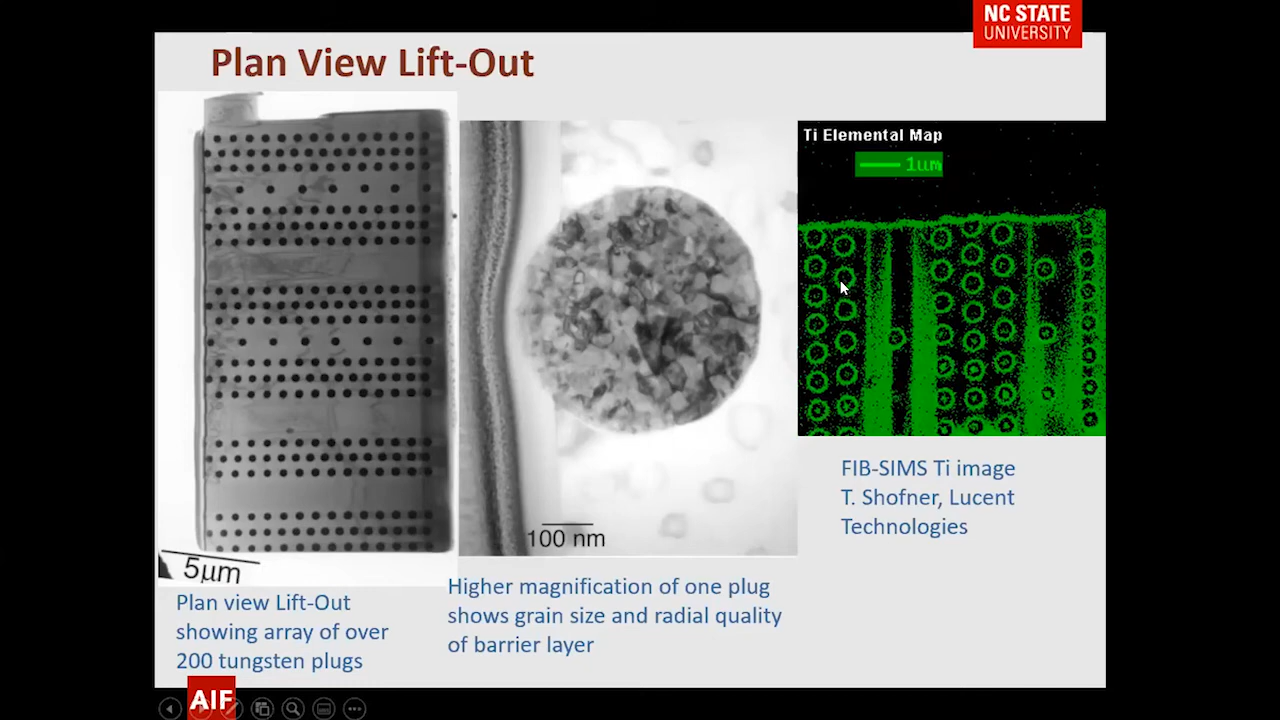 NC STATE
UNIVERSITY
Plan View Lift-Out
Ti Elemental Map
1um
5μm
100 nm
Plan view Lift-Out
showing array of over
200 tungsten plugs
Higher magnification of one plug
shows grain size and radial quality
of barrier layer
FIB-SIMS Ti image
T. Shofner, Lucent
Technologies
AIF